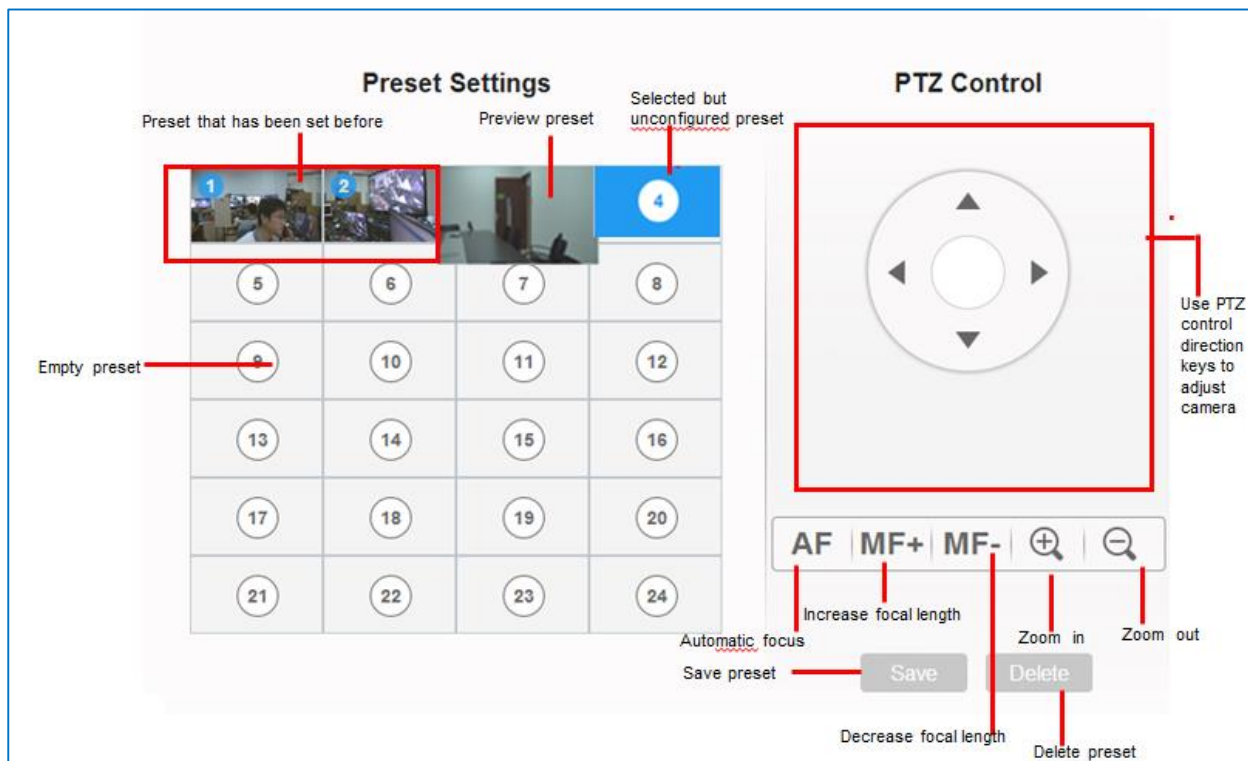 Preset Settings
PTZ Control
Preset that has been set before
Preview preset
Selected but
unconfigured preset
1
2
4
5
6
7
8
Empty preset
9
10
11
12
13
14
15
16
17
18
19
20
21
22
23
24
Use PTZ
control
direction
keys to
adjust
camera
AF
MF+
MF-
Increase focal length
Automatic focus
Zoom in
Zoom out
Save preset
Save
Delete
Decrease focal length
Delete preset